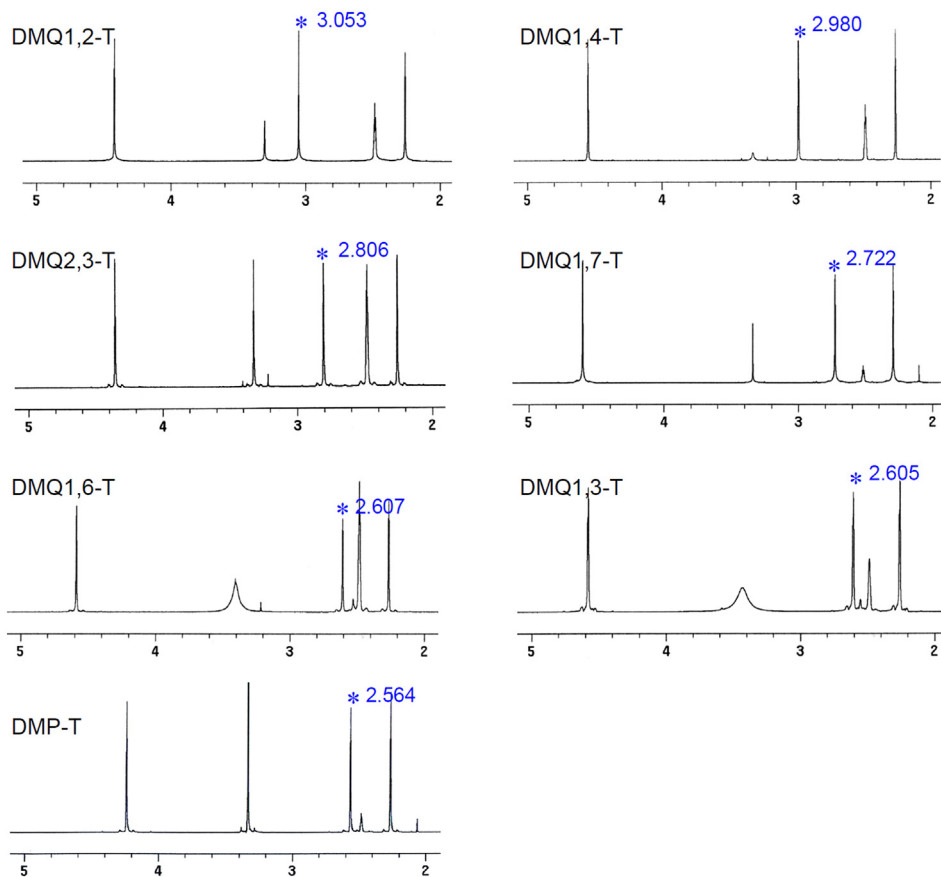 DMQ1,2-T
* 3.053
5 4 3 2
DMQ1,4-T
* 2.980
5 4 3 2
DMQ2,3-T
* 2.806
5 4 3 2
DMQ1,7-T
* 2.722
5 4 3 2
DMQ1,6-T
* 2.607
5 4 3 2
DMQ1,3-T
* 2.605
5 4 3 2
DMP-T
* 2.564
5 4 3 2